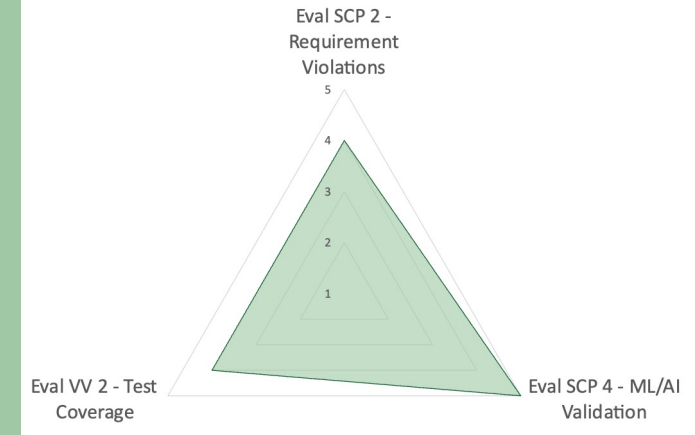 Eval SCP 2 -
Requirement
Violations
5
4
3
2
1
Eval VV 2 - Test
Coverage
Eval SCP 4 - ML/AI
Validation